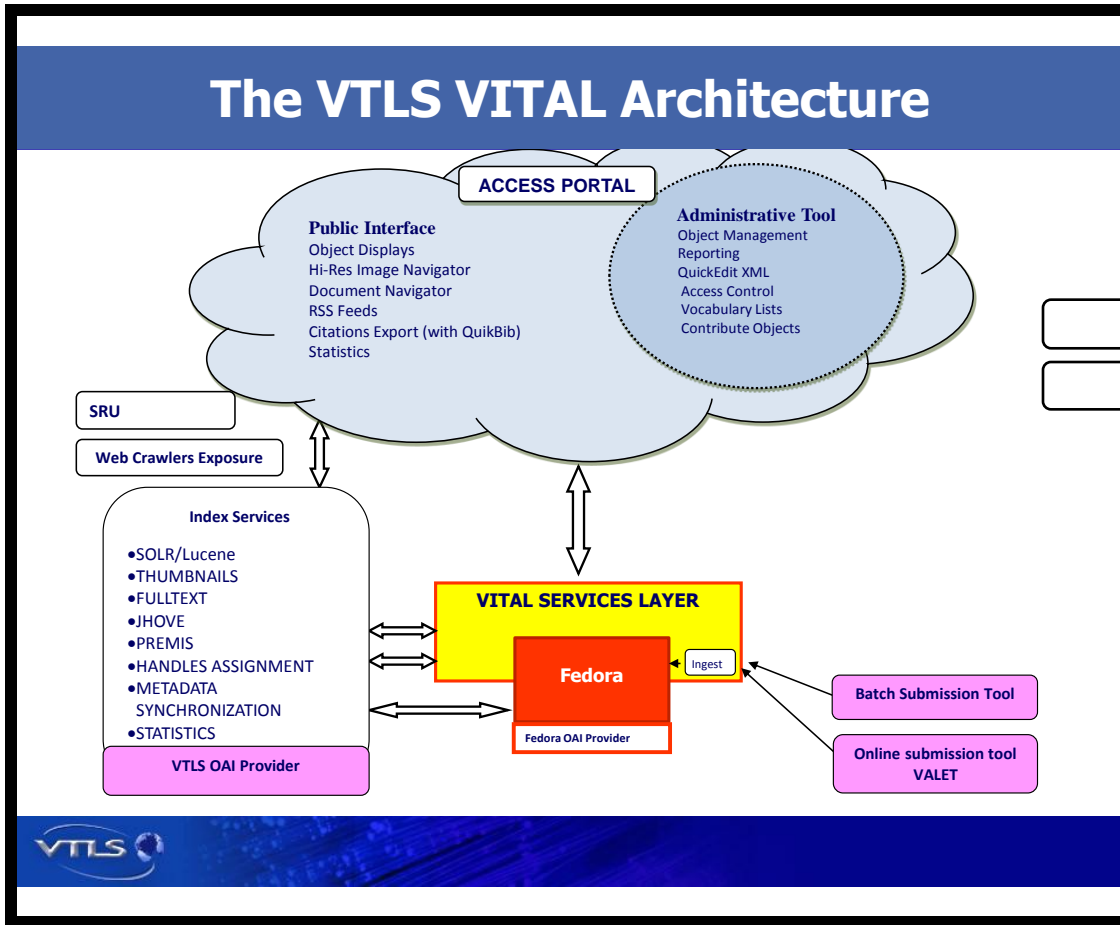 The VTLS VITAL Architecture
ACCESS PORTAL
Public Interface
Object Displays
Hi-Res Image Navigator
Document Navigator
RSS Feeds
Citations Export (with QuikBib)
Statistics
Administrative Tool
Object Management
Reporting
QuickEdit XML
Access Control
Vocabulary Lists
Contribute Objects
SRU
Web Crawlers Exposure
Index Services
•SOLR/Lucene
•THUMBNAILS
•FULLTEXT
•JHOVE
•PREMIS
•HANDLES ASSIGNMENT
•METADATA
SYNCHRONIZATION
•STATISTICS
VTLS OAI Provider
VITAL SERVICES LAYER
Fedora
Ingest
Fedora OAI Provider
Batch Submission Tool
Online submission tool
VALET
VTLS